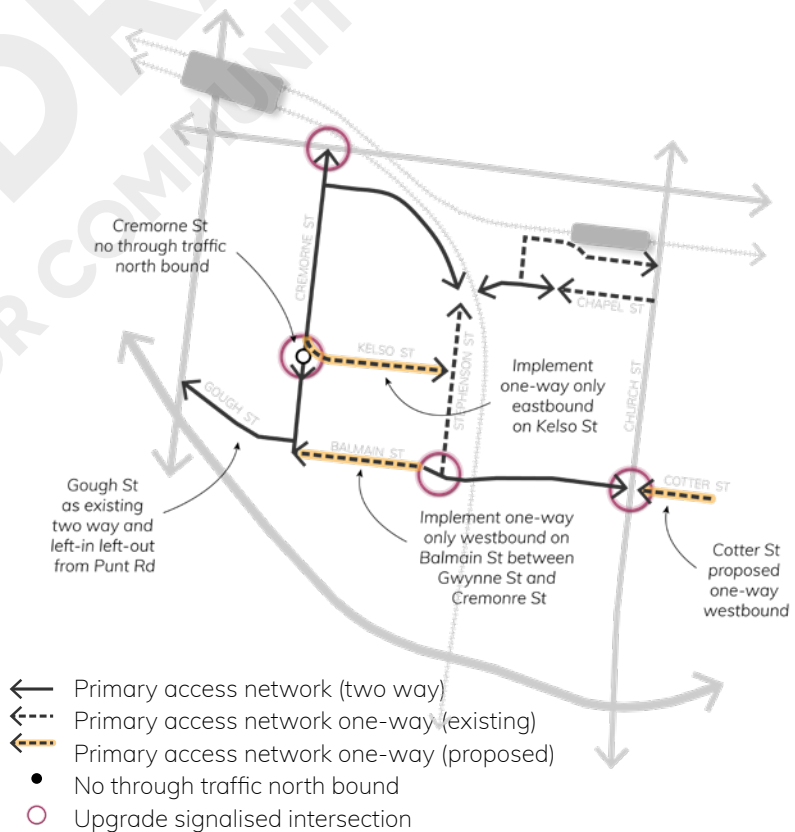 DRA
FOR COMMUNIT
Cremorne St
no through traffic
north bound
CREMORNE ST
KELSO ST
STEPHENSON ST
CHAPEL ST
CHURCH ST
Implement
one-way only
eastbound
on Kelso St
GOUGH ST
BALMAIN ST
COTTER ST
Gough St
as existing
two way and
left-in left-out
from Punt Rd
Implement one-way
only westbound on
Balmain St between
Gwynne St and
Cremonre St
Cotter St
proposed
one-way
westbound
Primary access network (two way)
Primary access network one-way (existing)
Primary access network one-way (proposed)
No through traffic north bound
Upgrade signalised intersection